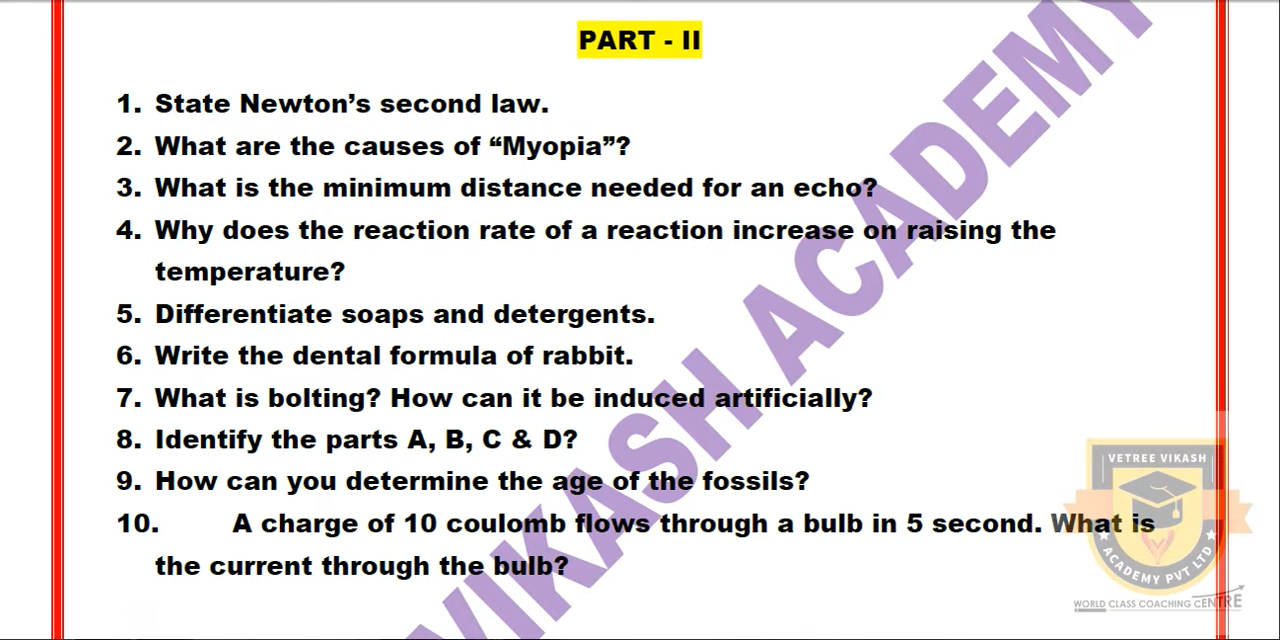 PART - II
1. State Newton’s second law.
2. What are the causes of “Myopia”?
3. What is the minimum distance needed for an echo?
4. Why does the reaction rate of a reaction increase on raising the
temperature?
5. Differentiate soaps and detergents.
6. Write the dental formula of rabbit.
7. What is bolting? How can it be induced artificially?
8. Identify the parts A, B, C & D?
9. How can you determine the age of the fossils?
10. A charge of 10 coulomb flows through a bulb in 5 second. What is
the current through the bulb?
VIKASH ACADEMY
VETREE VIKASH
ACADEMY PVT LTD
WORLD CLASS COACHING CENTRE